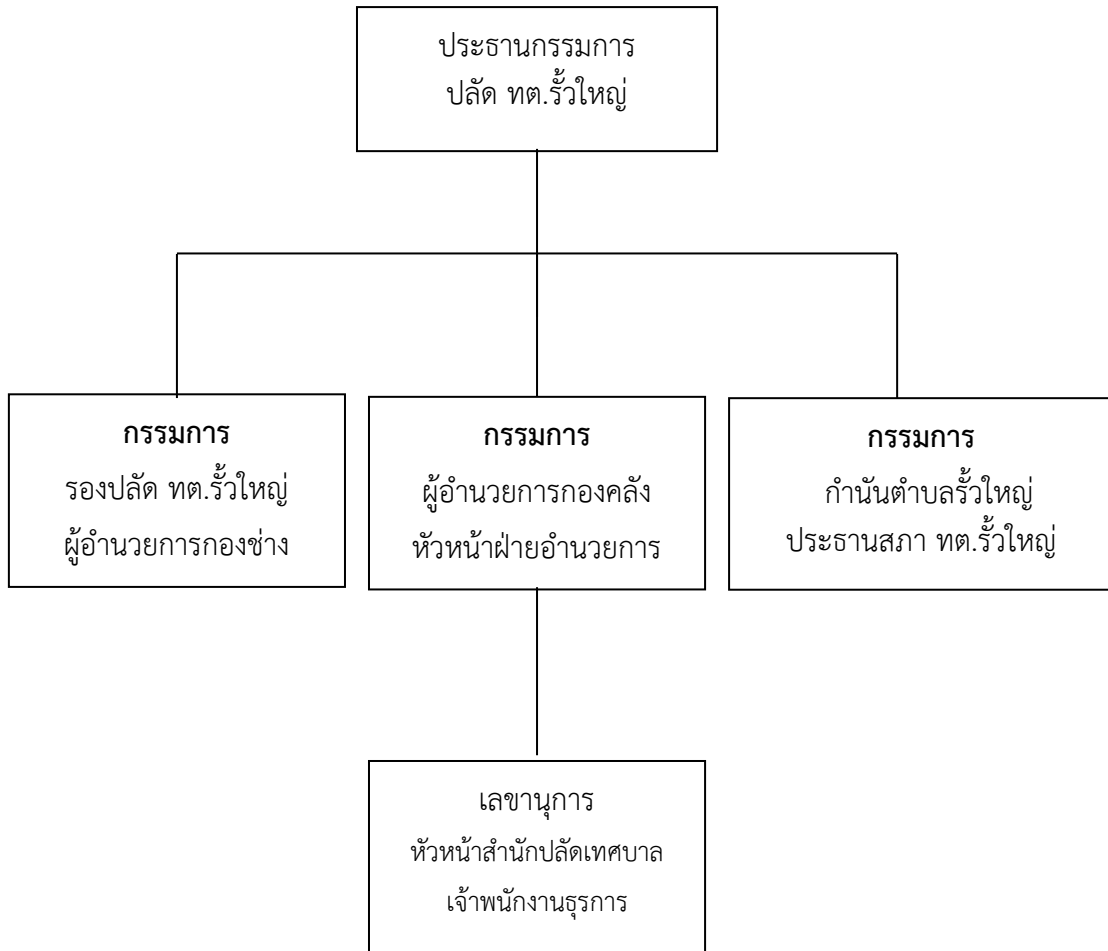 ประธานกรรมการ
ปลัด ทต.รั้วใหญ่
กรรมการ
รองปลัด ทต.รั้วใหญ่
ผู้อำนวยการกองช่าง
กรรมการ
ผู้อำนวยการกองคลัง
หัวหน้าฝ่ายอำนวยการ
กรรมการ
กำนันตำบลรั้วใหญ่
ประธานสภา ทต.รั้วใหญ่
เลขานุการ
หัวหน้าสำนักปลัดเทศบาล
เจ้าพนักงานธุรการ